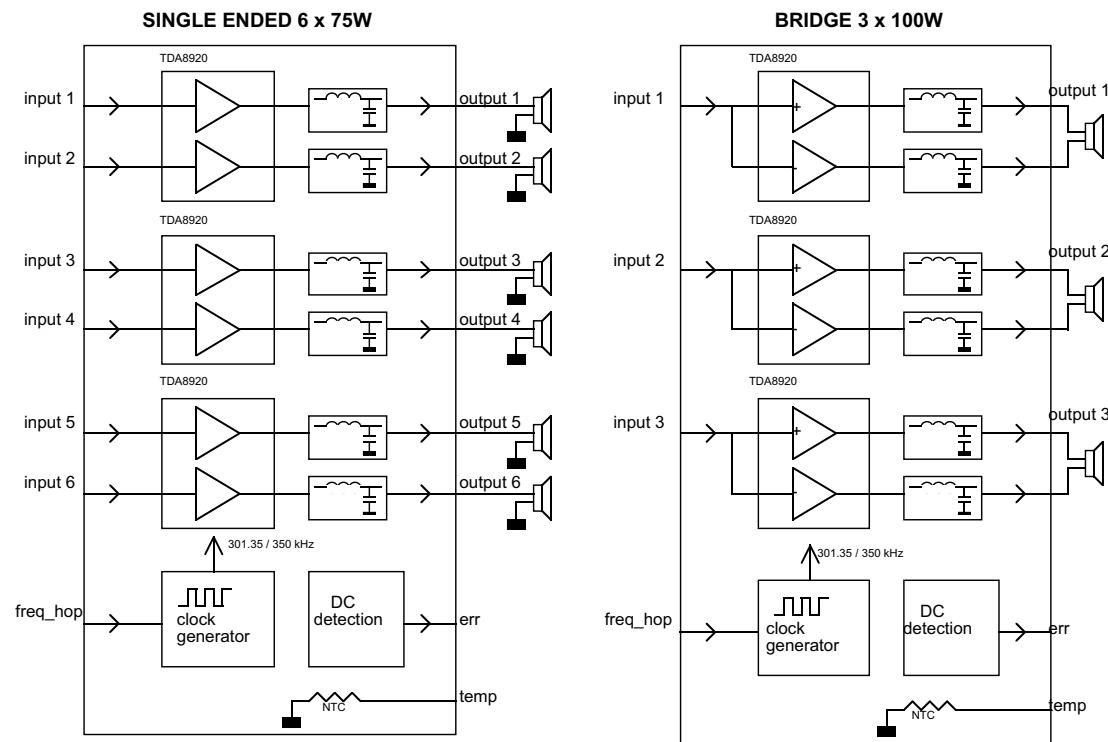 SINGLE ENDED 6 x 75W
TDA8920
input 1
output 1
input 2
output 2
TDA8920
input 3
output 3
input 4
output 4
TDA8920
input 5
output 5
input 6
output 6
301.35 / 350 kHz
freq_hop
clock
generator
DC
detection
err
temp
NTC
BRIDGE 3 x 100W
TDA8920
input 1
output 1
+
-
TDA8920
input 2
output 2
+
-
TDA8920
input 3
output 3
+
-
301.35 / 350 kHz
freq_hop
clock
generator
DC
detection
err
temp
NTC